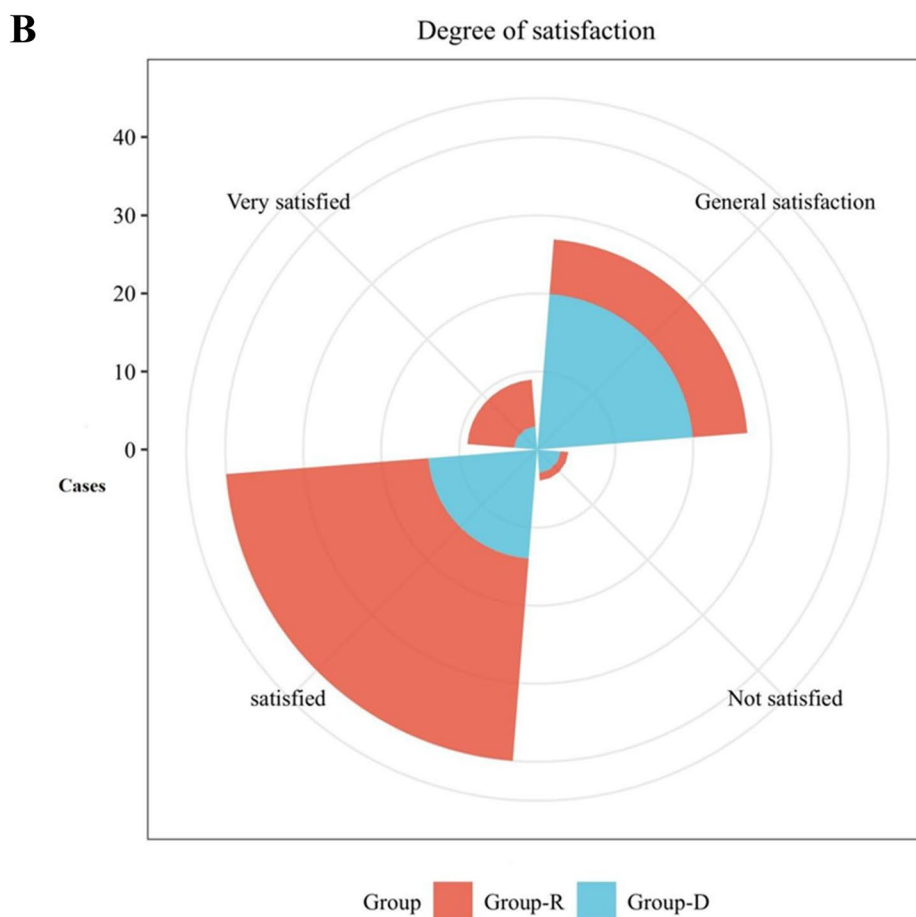 B
Degree of satisfaction
40
30
20
10
0
Cases
Very satisfied
General satisfaction
satisfied
Not satisfied
Group Group-R Group-D